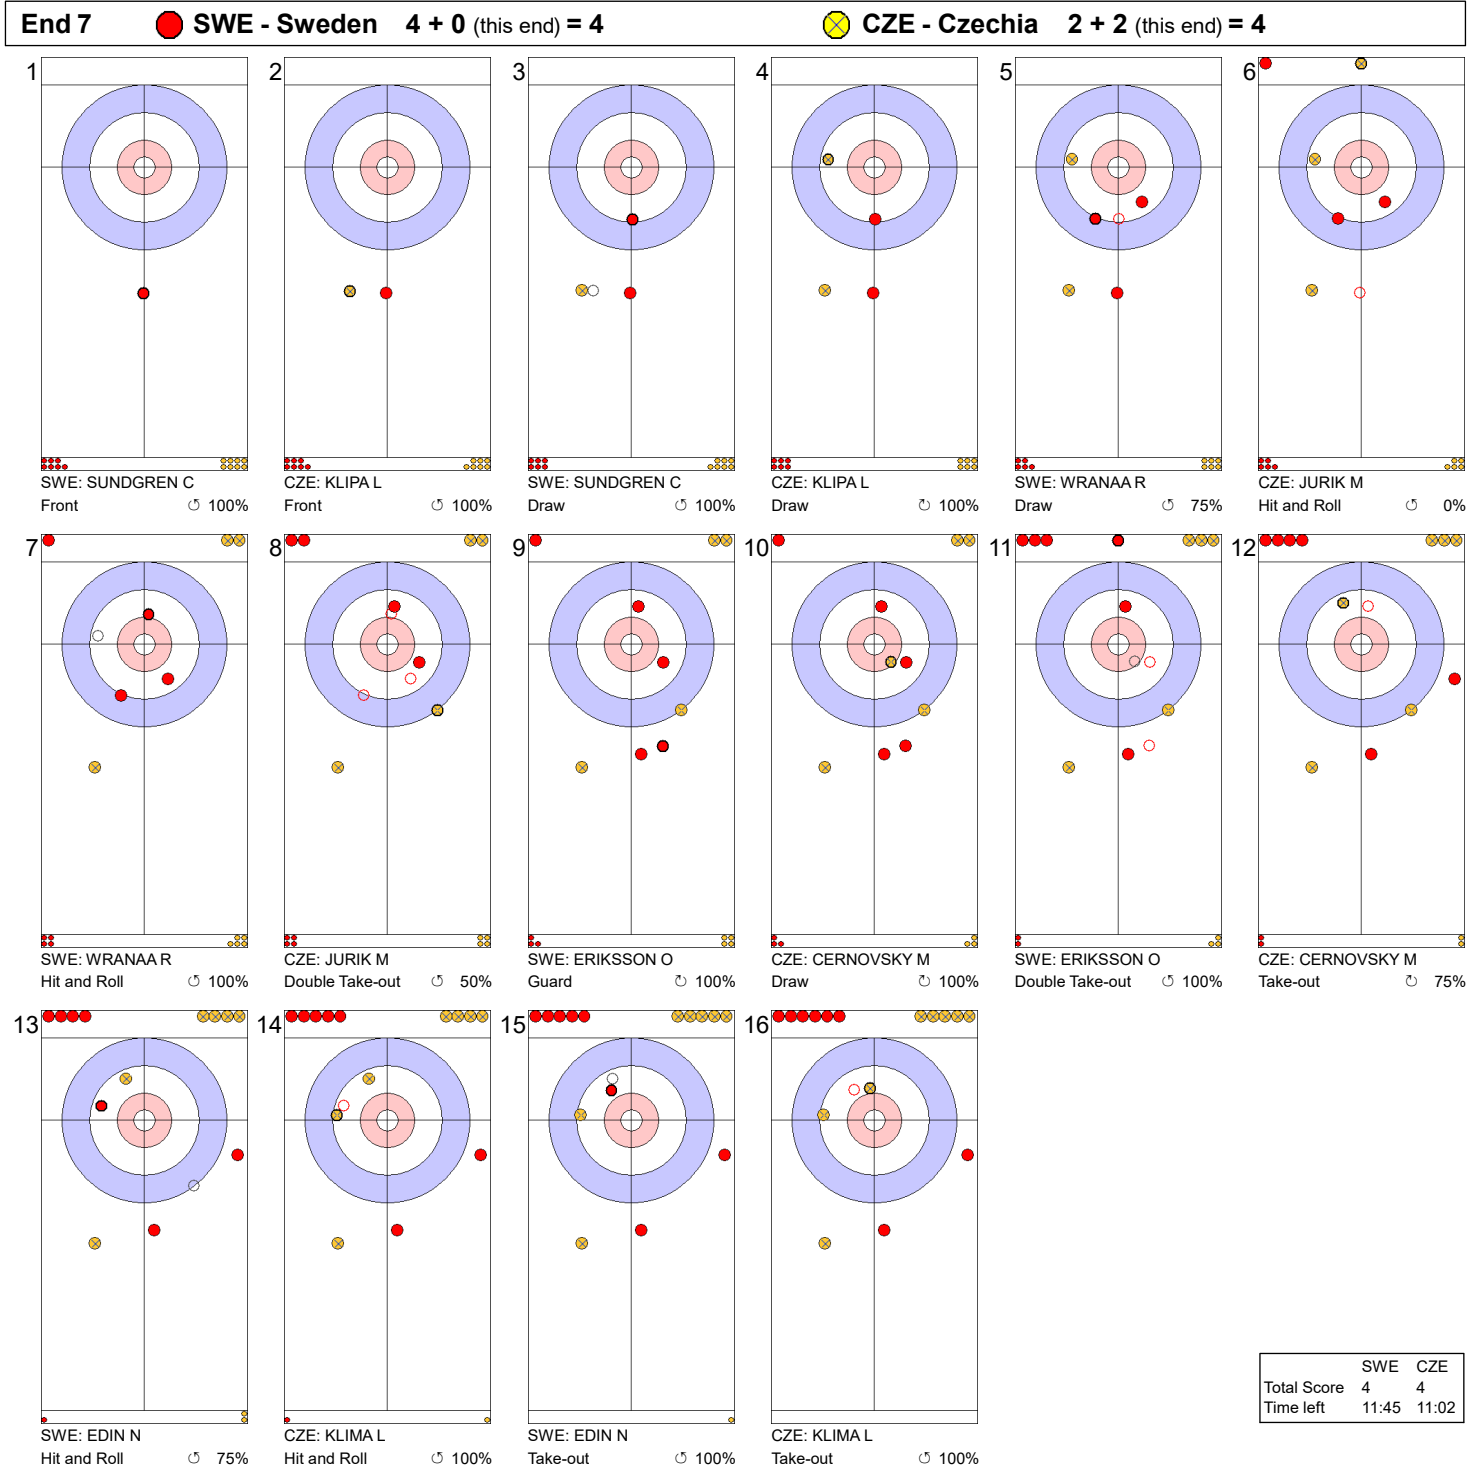 End 7 SWE - Sweden 4 + 0 (this end) = 4 CZE - Czechia 2 + 2 (this end) = 4
1 2 3 4 5 6
SWE: SUNDGREN C CZE: KLIPA L SWE: SUNDGREN C CZE: KLIPA L SWE: WRANAA R CZE: JURIK M
Front ↺ 100% Front ↺ 100% Draw ↺ 100% Draw ↻ 100% Draw ↺ 75% Hit and Roll ↺ 0%
7 8 9 10 11 12
SWE: WRANAA R CZE: JURIK M SWE: ERIKSSON O CZE: CERNOVSKY M SWE: ERIKSSON O CZE: CERNOVSKY M
Hit and Roll ↺ 100% Double Take-out ↺ 50% Guard ↻ 100% Draw ↻ 100% Double Take-out ↻ 100% Take-out ↻ 75%
13 14 15 16
SWE: EDIN N CZE: KLIMA L SWE: EDIN N CZE: KLIMA L
Hit and Roll ↺ 75% Hit and Roll ↺ 100% Take-out ↺ 100% Take-out ↺ 100%
SWE CZE
Total Score 4 4
Time left 11:45 11:02